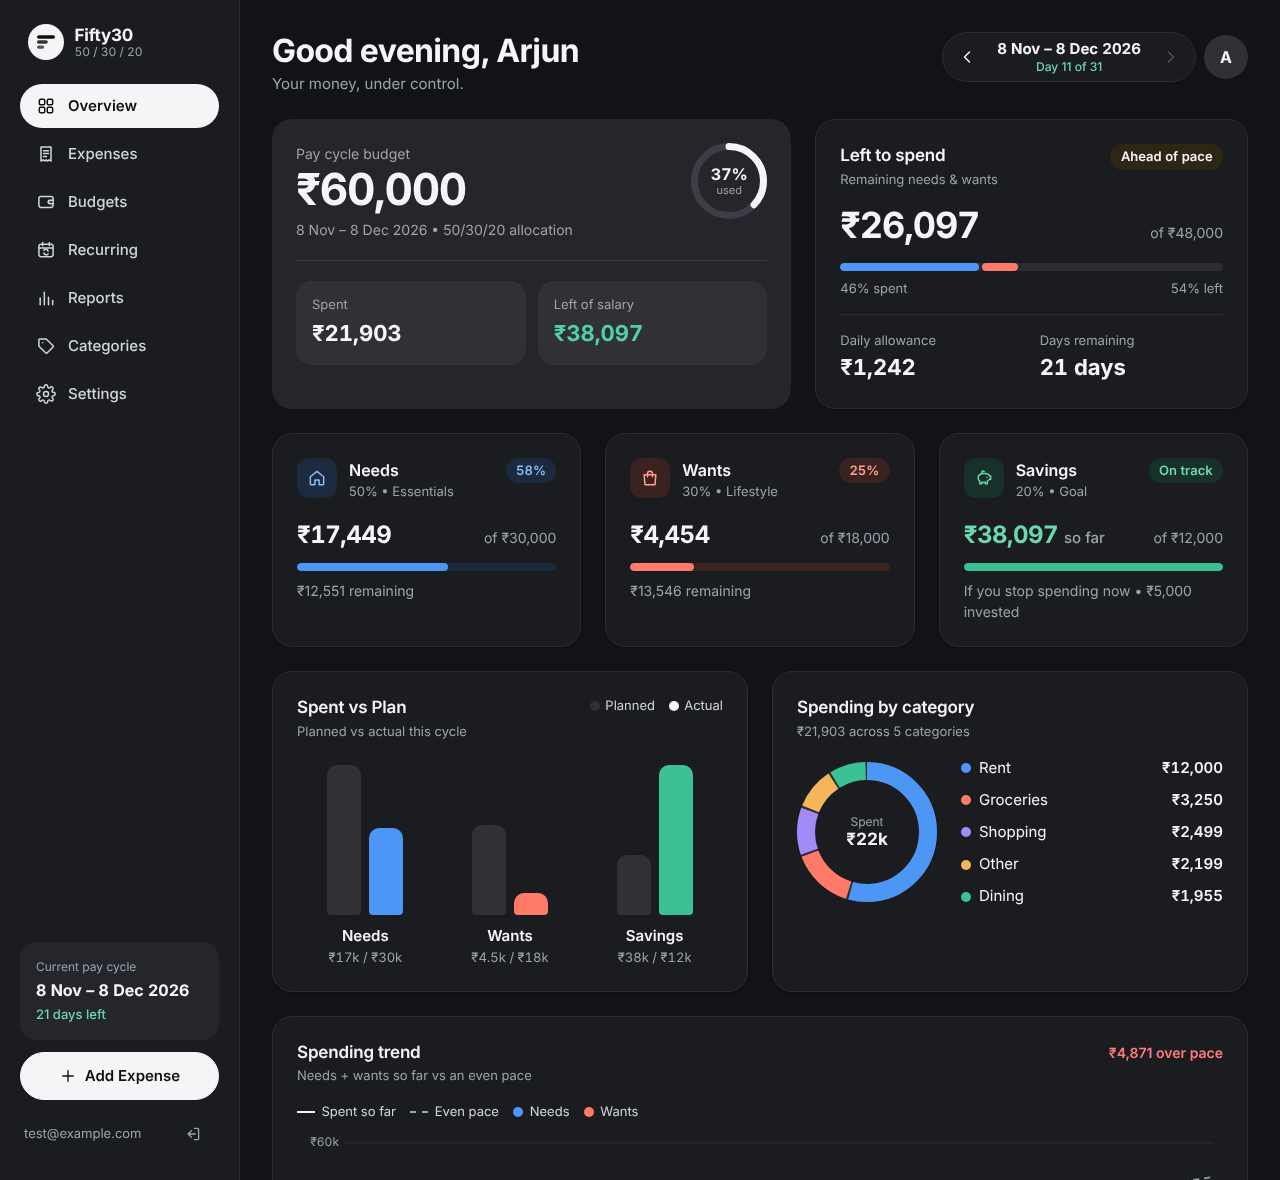 Fifty30
50 / 30 / 20
Overview
Expenses
Budgets
Recurring
Reports
Categories
Settings
Current pay cycle
8 Nov – 8 Dec 2026
21 days left
Add Expense
test@example.com
Good evening, Arjun
Your money, under control.
8 Nov – 8 Dec 2026
Day 11 of 31
A
Pay cycle budget
₹60,000
8 Nov – 8 Dec 2026 • 50/30/20 allocation
37%
used
Spent
₹21,903
Left of salary
₹38,097
Left to spend
Ahead of pace
Remaining needs & wants
₹26,097
of ₹48,000
46% spent
54% left
Daily allowance
₹1,242
Days remaining
21 days
Needs
58%
50% • Essentials
₹17,449
of ₹30,000
₹12,551 remaining
Wants
25%
30% • Lifestyle
₹4,454
of ₹18,000
₹13,546 remaining
Savings
On track
20% • Goal
₹38,097 so far
of ₹12,000
If you stop spending now • ₹5,000
invested
Spent vs Plan
Planned
Actual
Planned vs actual this cycle
Needs
₹17k / ₹30k
Wants
₹4.5k / ₹18k
Savings
₹38k / ₹12k
Spending by category
₹21,903 across 5 categories
Spent
₹22k
Rent ₹12,000
Groceries ₹3,250
Shopping ₹2,499
Other ₹2,199
Dining ₹1,955
Spending trend
₹4,871 over pace
Needs + wants so far vs an even pace
Spent so far
Even pace
Needs
Wants
₹60k